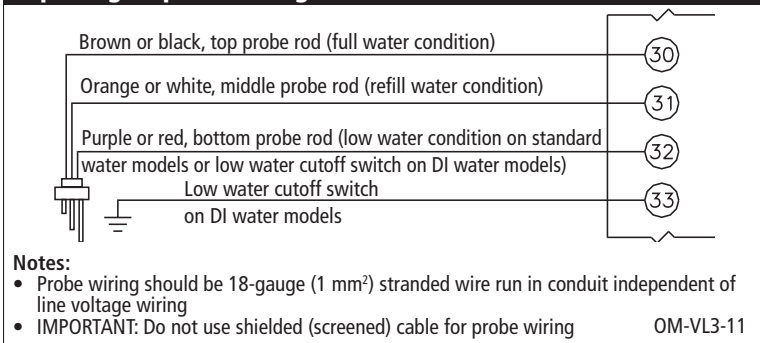 Brown or black, top probe rod (full water condition)
30
Orange or white, middle probe rod (refill water condition)
31
Purple or red, bottom probe rod (low water condition on standard
water models or low water cutoff switch on DI water models)
32
Low water cutoff switch
on DI water models
33
Notes:
• Probe wiring should be 18-gauge (1 mm²) stranded wire run in conduit independent of
line voltage wiring
• IMPORTANT: Do not use shielded (screened) cable for probe wiring
OM-VL3-11